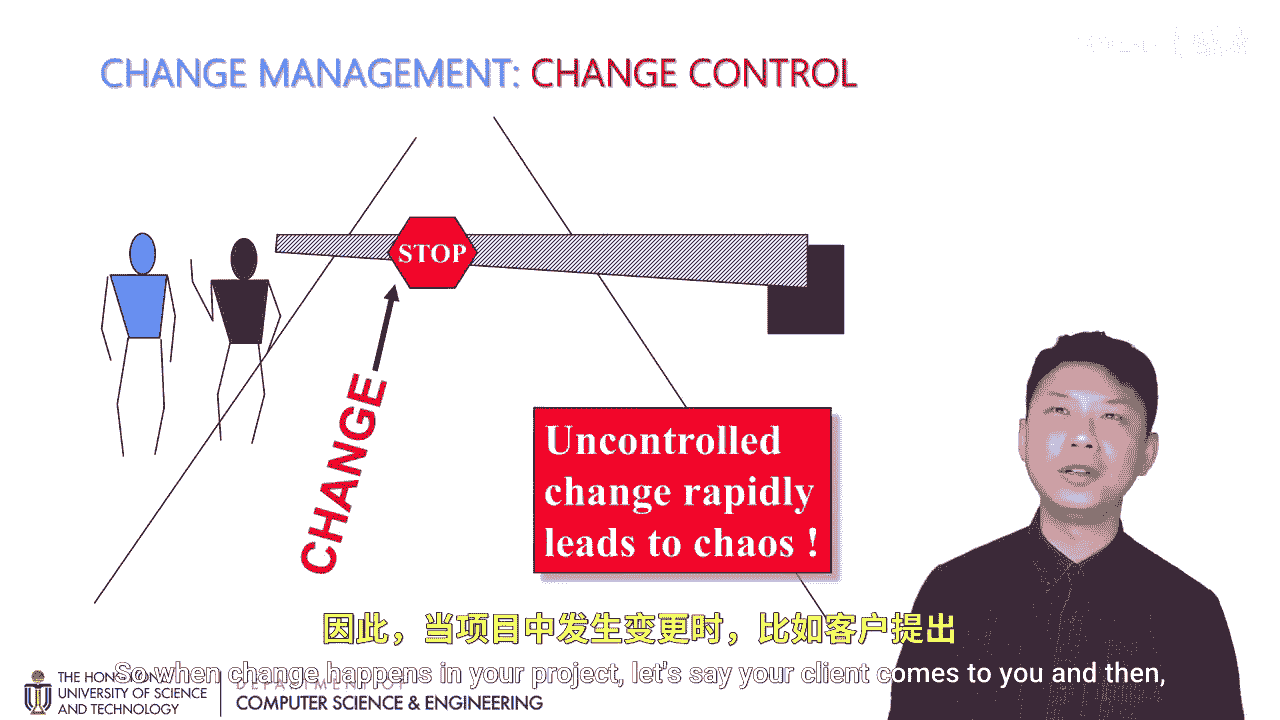 CHANGE MANAGEMENT: CHANGE CONTROL
STOP
CHANGE
Uncontrolled
change rapidly
leads to chaos !
因此，当项目中发生变更时，比如客户提出
So when change happens in your project, let's say your client comes to you and then,
THE HONG KONG
UNIVERSITY OF SCIENCE
AND TECHNOLOGY
DEPARTMENT OF
COMPUTER SCIENCE & ENGINEERING